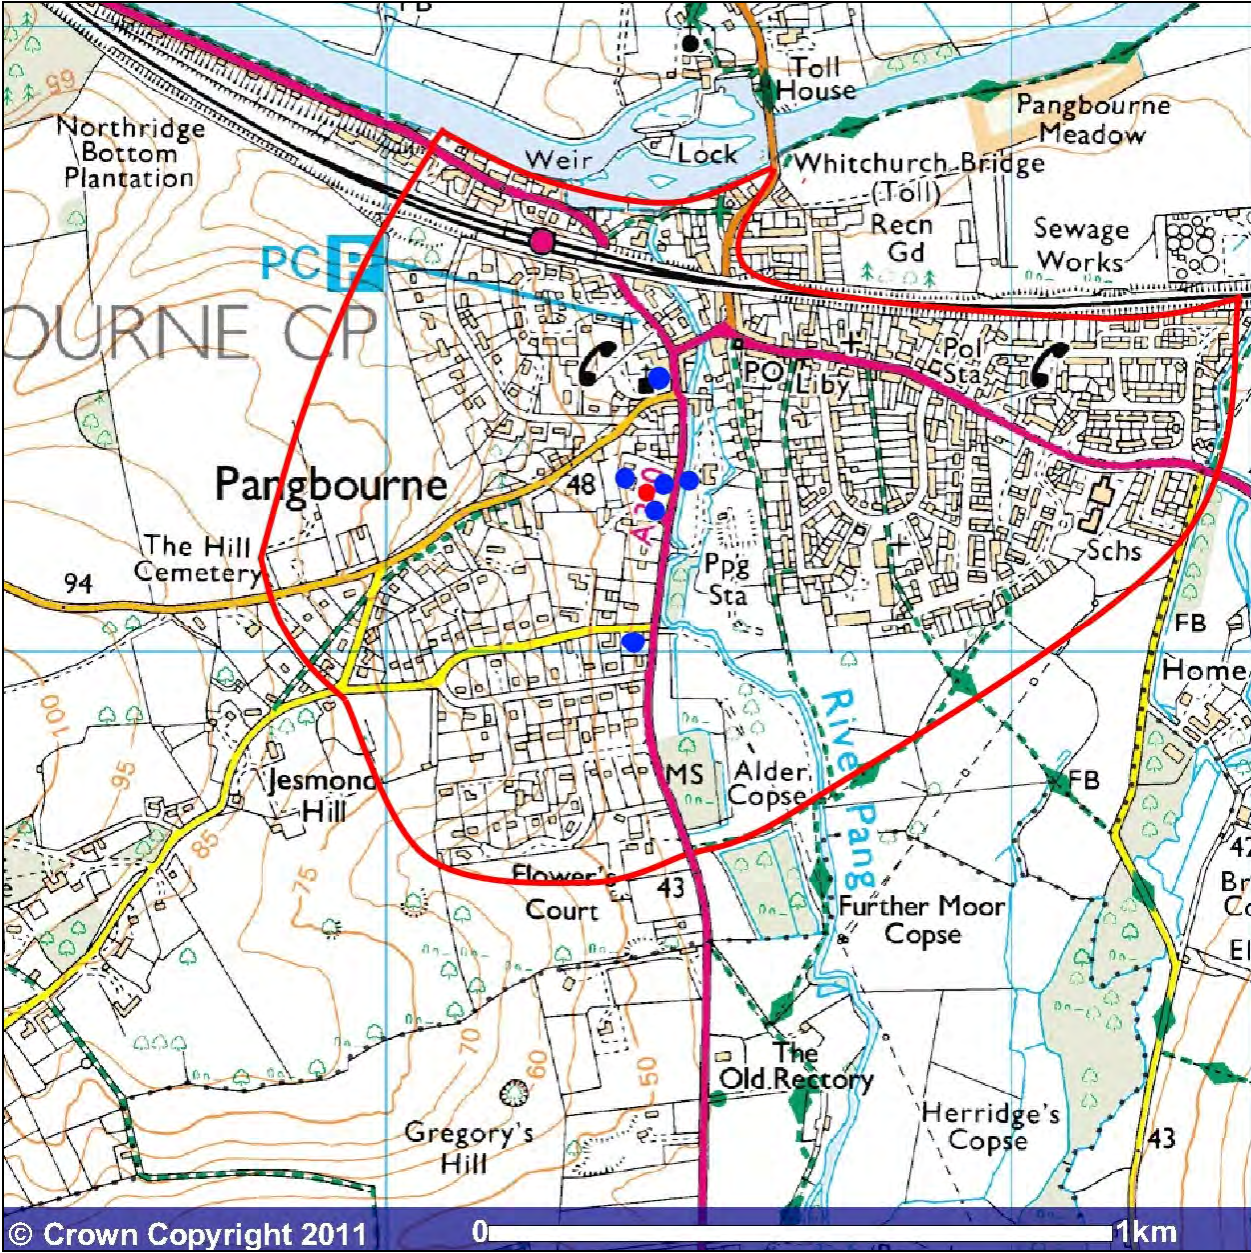 FB
65
Toll
House
Pangbourne
Meadow
Northridge
Bottom
Plantation
Weir
Lock
Whitchurch Bridge
(Toll)
Recn
Gd
Sewage
Works
PC P
OURNE CP
Pol
Sta
PO
Liby
Pangbourne
48
The Hill
Cemetery
94
Ppg
Sta
Schs
FB
Home
100
95
River Pang
Jesmond
Hill
MS
Alder
Copse
FB
85
75
Flower's
Court
43
Further Moor
Copse
70
60
50
The
Old Rectory
Gregory's
Hill
Herridge's
Copse
43
© Crown Copyright 2011
0
1km